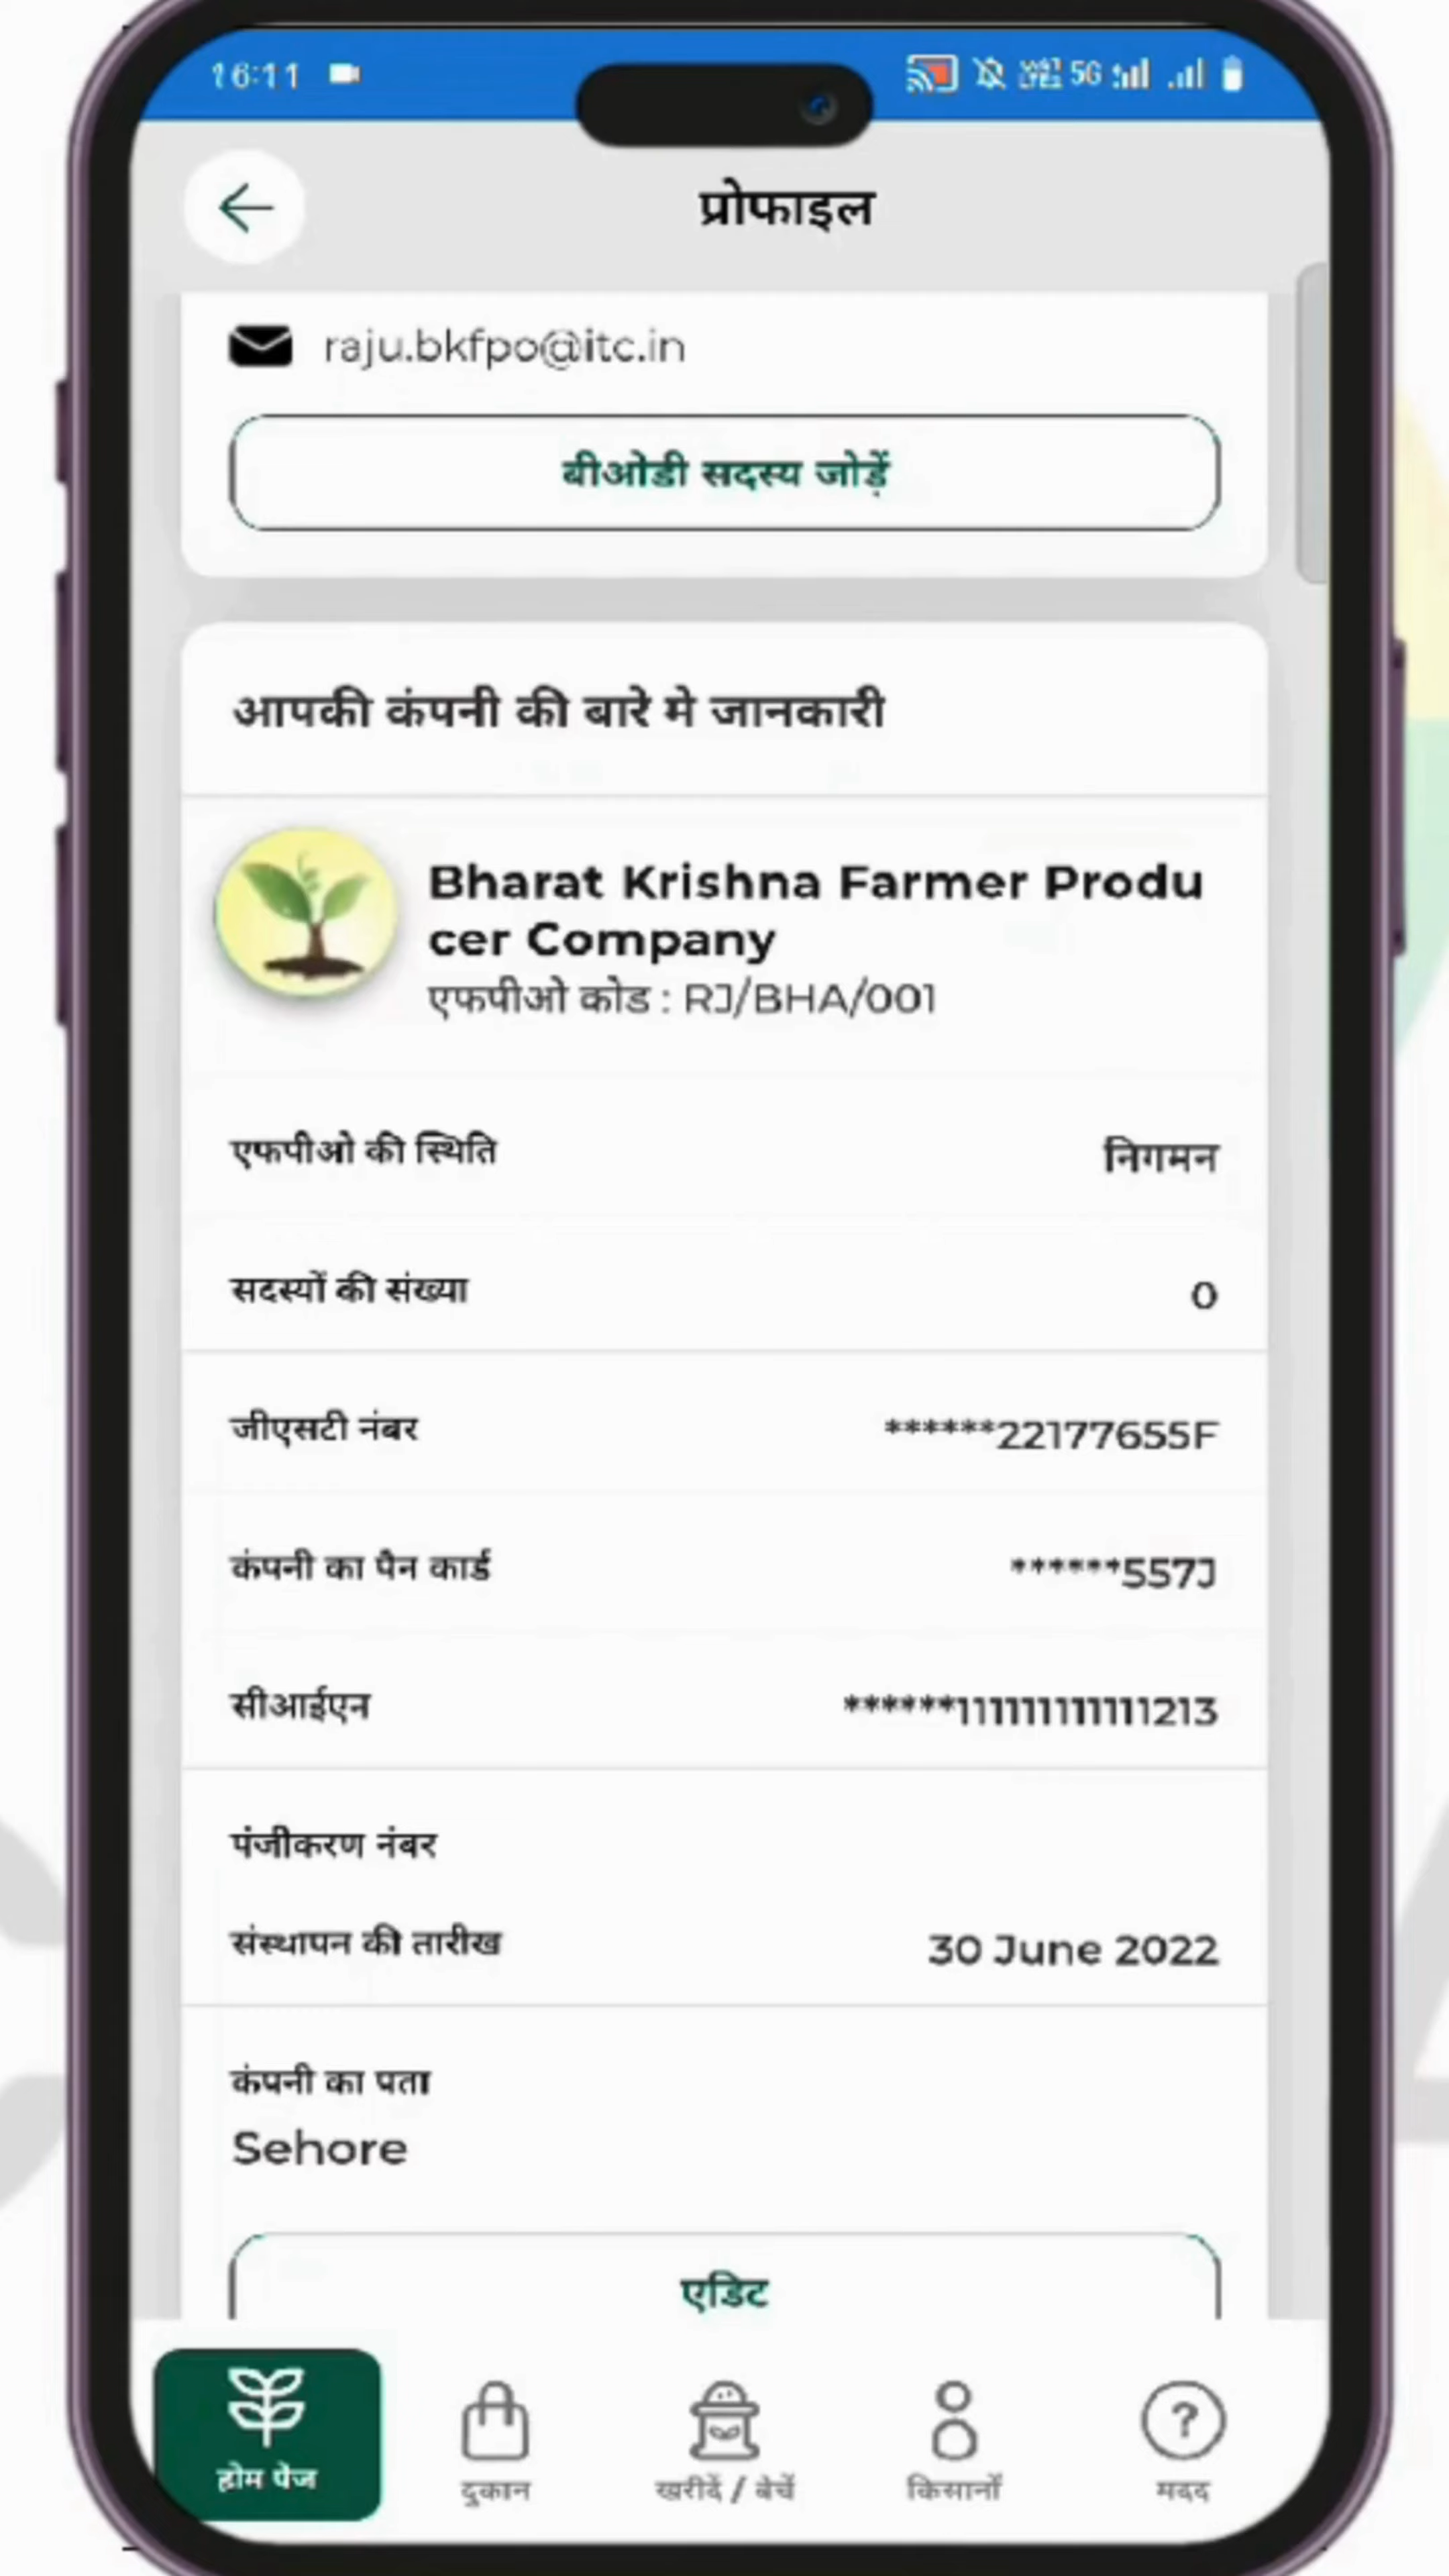 16:11
5G
प्रोफाइल
raju.bkfpo@itc.in
बीओडी सदस्य जोड़ें
आपकी कंपनी की बारे मे जानकारी
Bharat Krishna Farmer Produ
cer Company
एफपीओ कोड : RJ/BHA/001
एफपीओ की स्थिति निगमन
सदस्यों की संख्या 0
जीएसटी नंबर ******22177655F
कंपनी का पैन कार्ड ******557J
सीआईएन ******111111111111213
पंजीकरण नंबर
संस्थापन की तारीख 30 June 2022
कंपनी का पता
Sehore
एडिट
होम पेज दुकान खरीदें / बेचें किसानों मदद